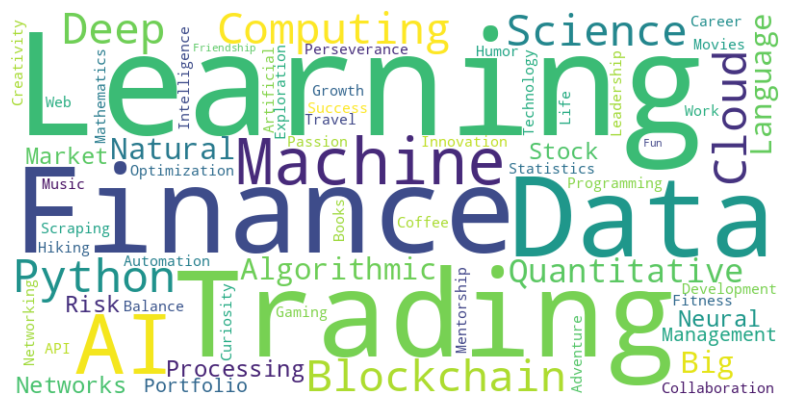 Learning
Deep
Computing
Science
Career
Movies
Language
Creativity
Web
Mathematics
Intelligence
Friendship
Artificial
Exploration
Perseverance
Growth
Success
Travel
Humor
Technology
Life
Leadership
Work
Cloud
Passion
Innovation
Fun
Market
Natural
Optimization
Machine
Stock
Statistics
Programming
Music
Finance
Data
Scraping
Hiking
Books
Coffee
Automation
Python
Algorithmic
Quantitative
Development
Networking
Risk
Balance
Trading
Curiosity
Gaming
Mentorship
Fitness
Neural
Management
API
AI
Processing
Blockchain
Adventure
Big
Networks
Portfolio
Collaboration